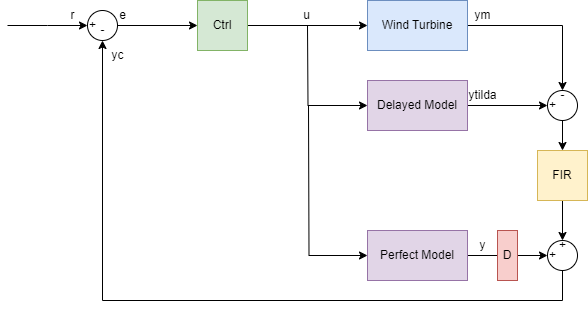 r
+
-
e
Ctrl
u
Wind Turbine
ym
yc
Delayed Model
ytilda
-
+
FIR
Perfect Model
y
D
+
+